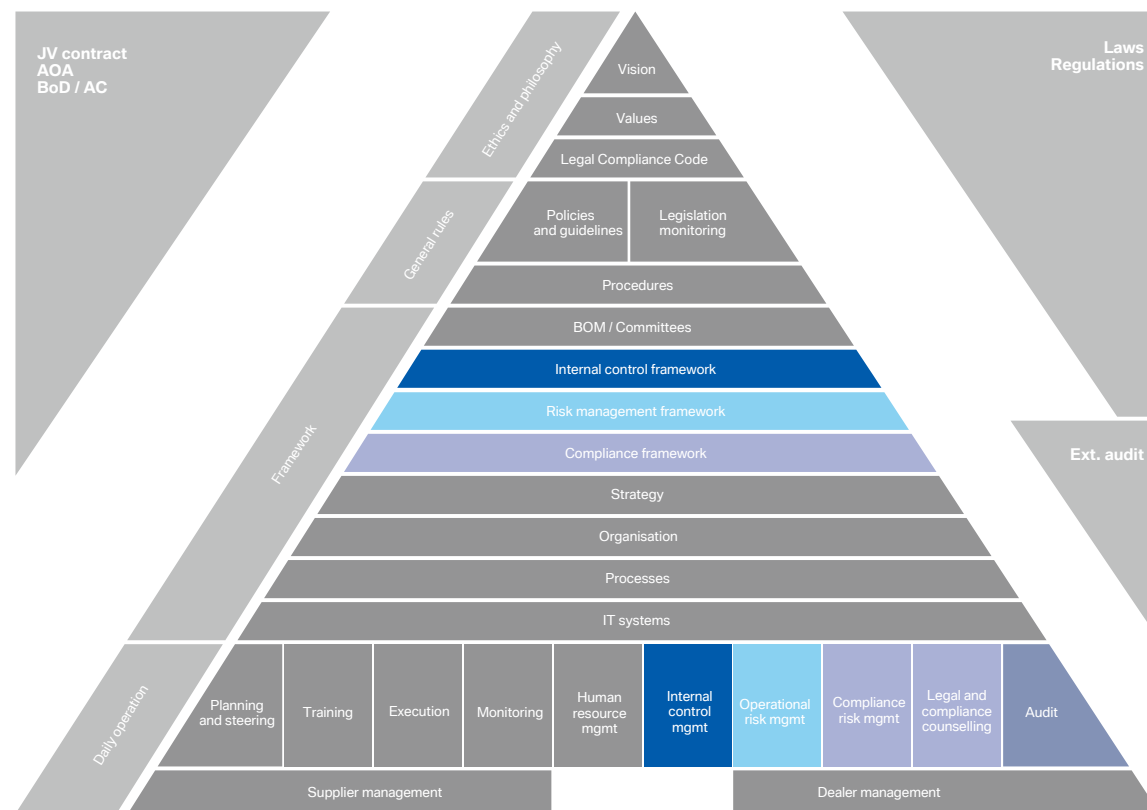 JV contract
AOA
BoD / AC
Laws
Regulations
Ext. audit
Ethics and philosophy
General rules
Framework
Daily operation
Vision
Values
Legal Compliance Code
Policies
and guidelines
Legislation
monitoring
Procedures
BOM / Committees
Internal control framework
Risk management framework
Compliance framework
Strategy
Organisation
Processes
IT systems
Planning
and steering
Training
Execution
Monitoring
Human
resource
mgmt
Internal
control
mgmt
Operational
risk mgmt
Compliance
risk mgmt
Legal and
compliance
counselling
Audit
Supplier management
Dealer management